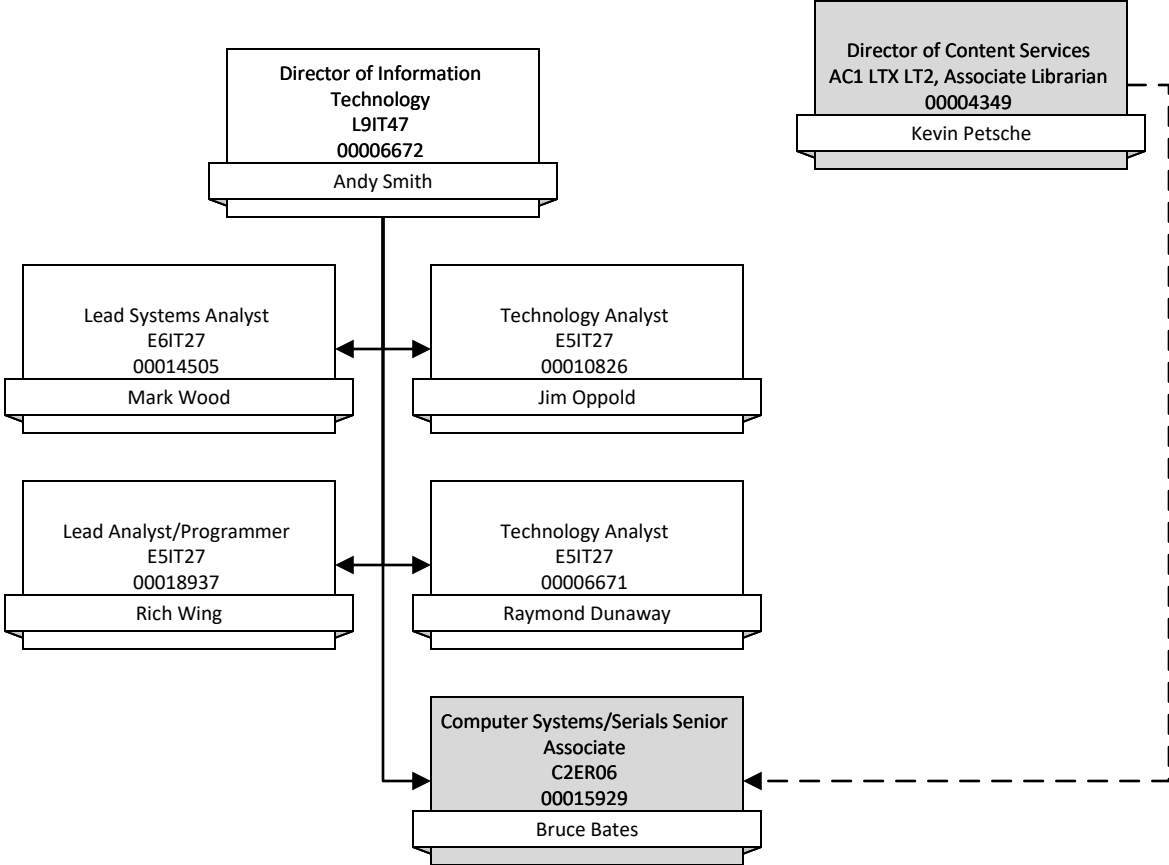 Director of Content Services
AC1 LTX LT2, Associate Librarian
00004349
Kevin Petsche
Director of Information
Technology
L9IT47
00006672
Andy Smith
Lead Systems Analyst
E6IT27
00014505
Mark Wood
Technology Analyst
E5IT27
00010826
Jim Oppold
Lead Analyst/Programmer
E5IT27
00018937
Rich Wing
Technology Analyst
E5IT27
00006671
Raymond Dunaway
Computer Systems/Serials Senior
Associate
C2ER06
00015929
Bruce Bates